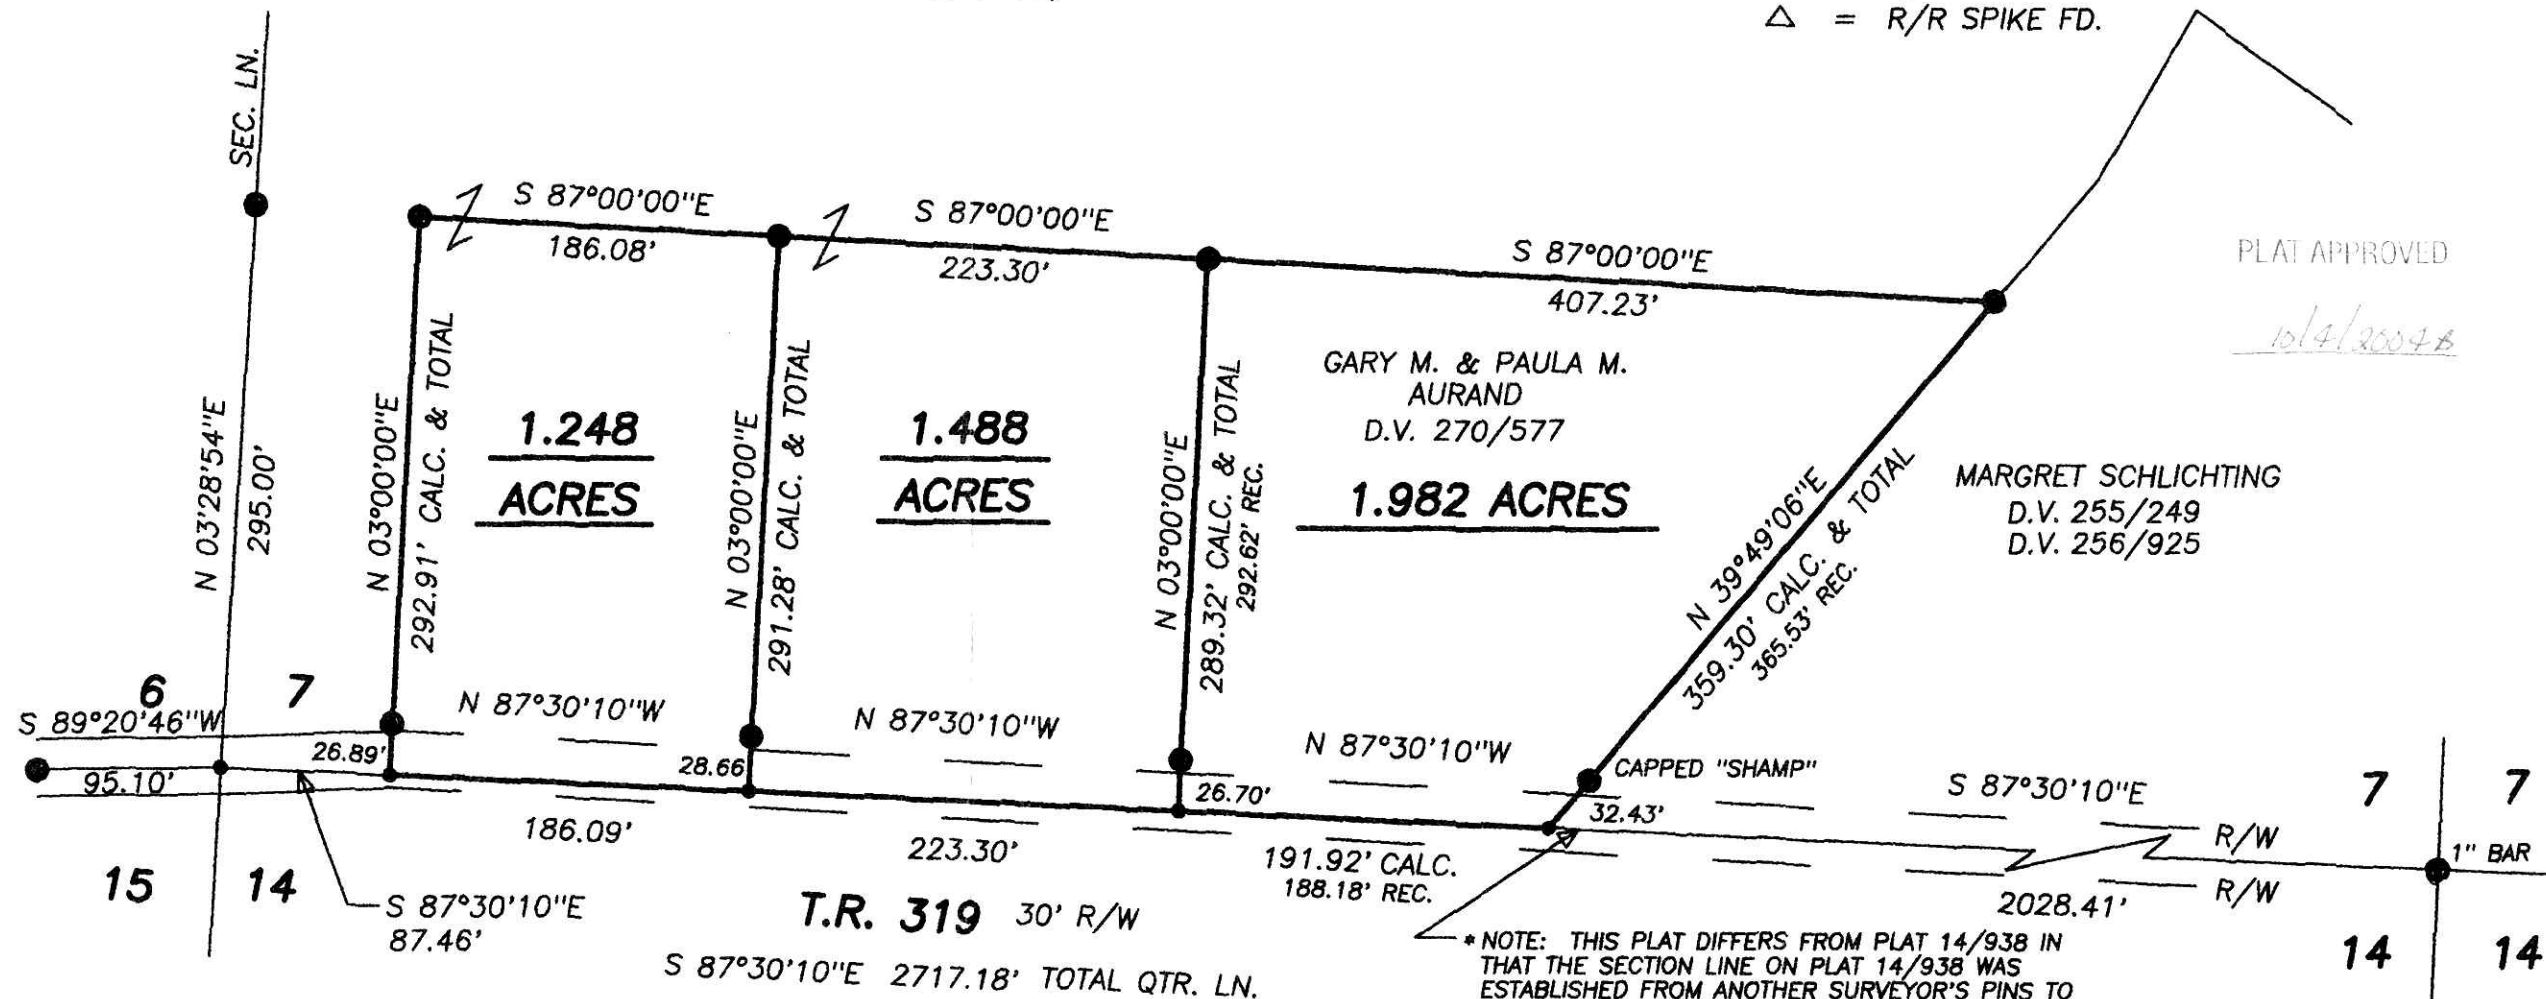 △ = R/R SPIKE FD.
SEC. LN.
S 87°00'00"E
186.08'
S 87°00'00"E
223.30'
S 87°00'00"E
407.23'
PLAT APPROVED
10/4/2004
GARY M. & PAULA M.
AURAND
D.V. 270/577
1.982 ACRES
1.248
ACRES
1.488
ACRES
MARGRET SCHLICHTING
D.V. 255/249
D.V. 256/925
N 03°28'54"E
295.00'
N 03°00'00"E
292.91' CALC. & TOTAL
N 03°00'00"E
291.28' CALC. & TOTAL
N 03°00'00"E
289.32' CALC. & TOTAL
292.62' REC.
N 39°49'06"E
359.30' CALC. & TOTAL
365.53' REC.
6
7
S 89°20'46"W
95.10'
26.89'
N 87°30'10"W
28.66
N 87°30'10"W
26.70'
N 87°30'10"W
CAPPED "SHAMP"
32.43'
S 87°30'10"E
7
7
R/W
1" BAR
R/W
2028.41'
186.09'
223.30'
191.92' CALC.
188.18' REC.
15
14
S 87°30'10"E
87.46'
T.R. 319 30' R/W
S 87°30'10"E 2717.18' TOTAL QTR. LN.
14
14
* NOTE: THIS PLAT DIFFERS FROM PLAT 14/938 IN
THAT THE SECTION LINE ON PLAT 14/938 WAS
ESTABLISHED FROM ANOTHER SURVEYOR'S PINS TO